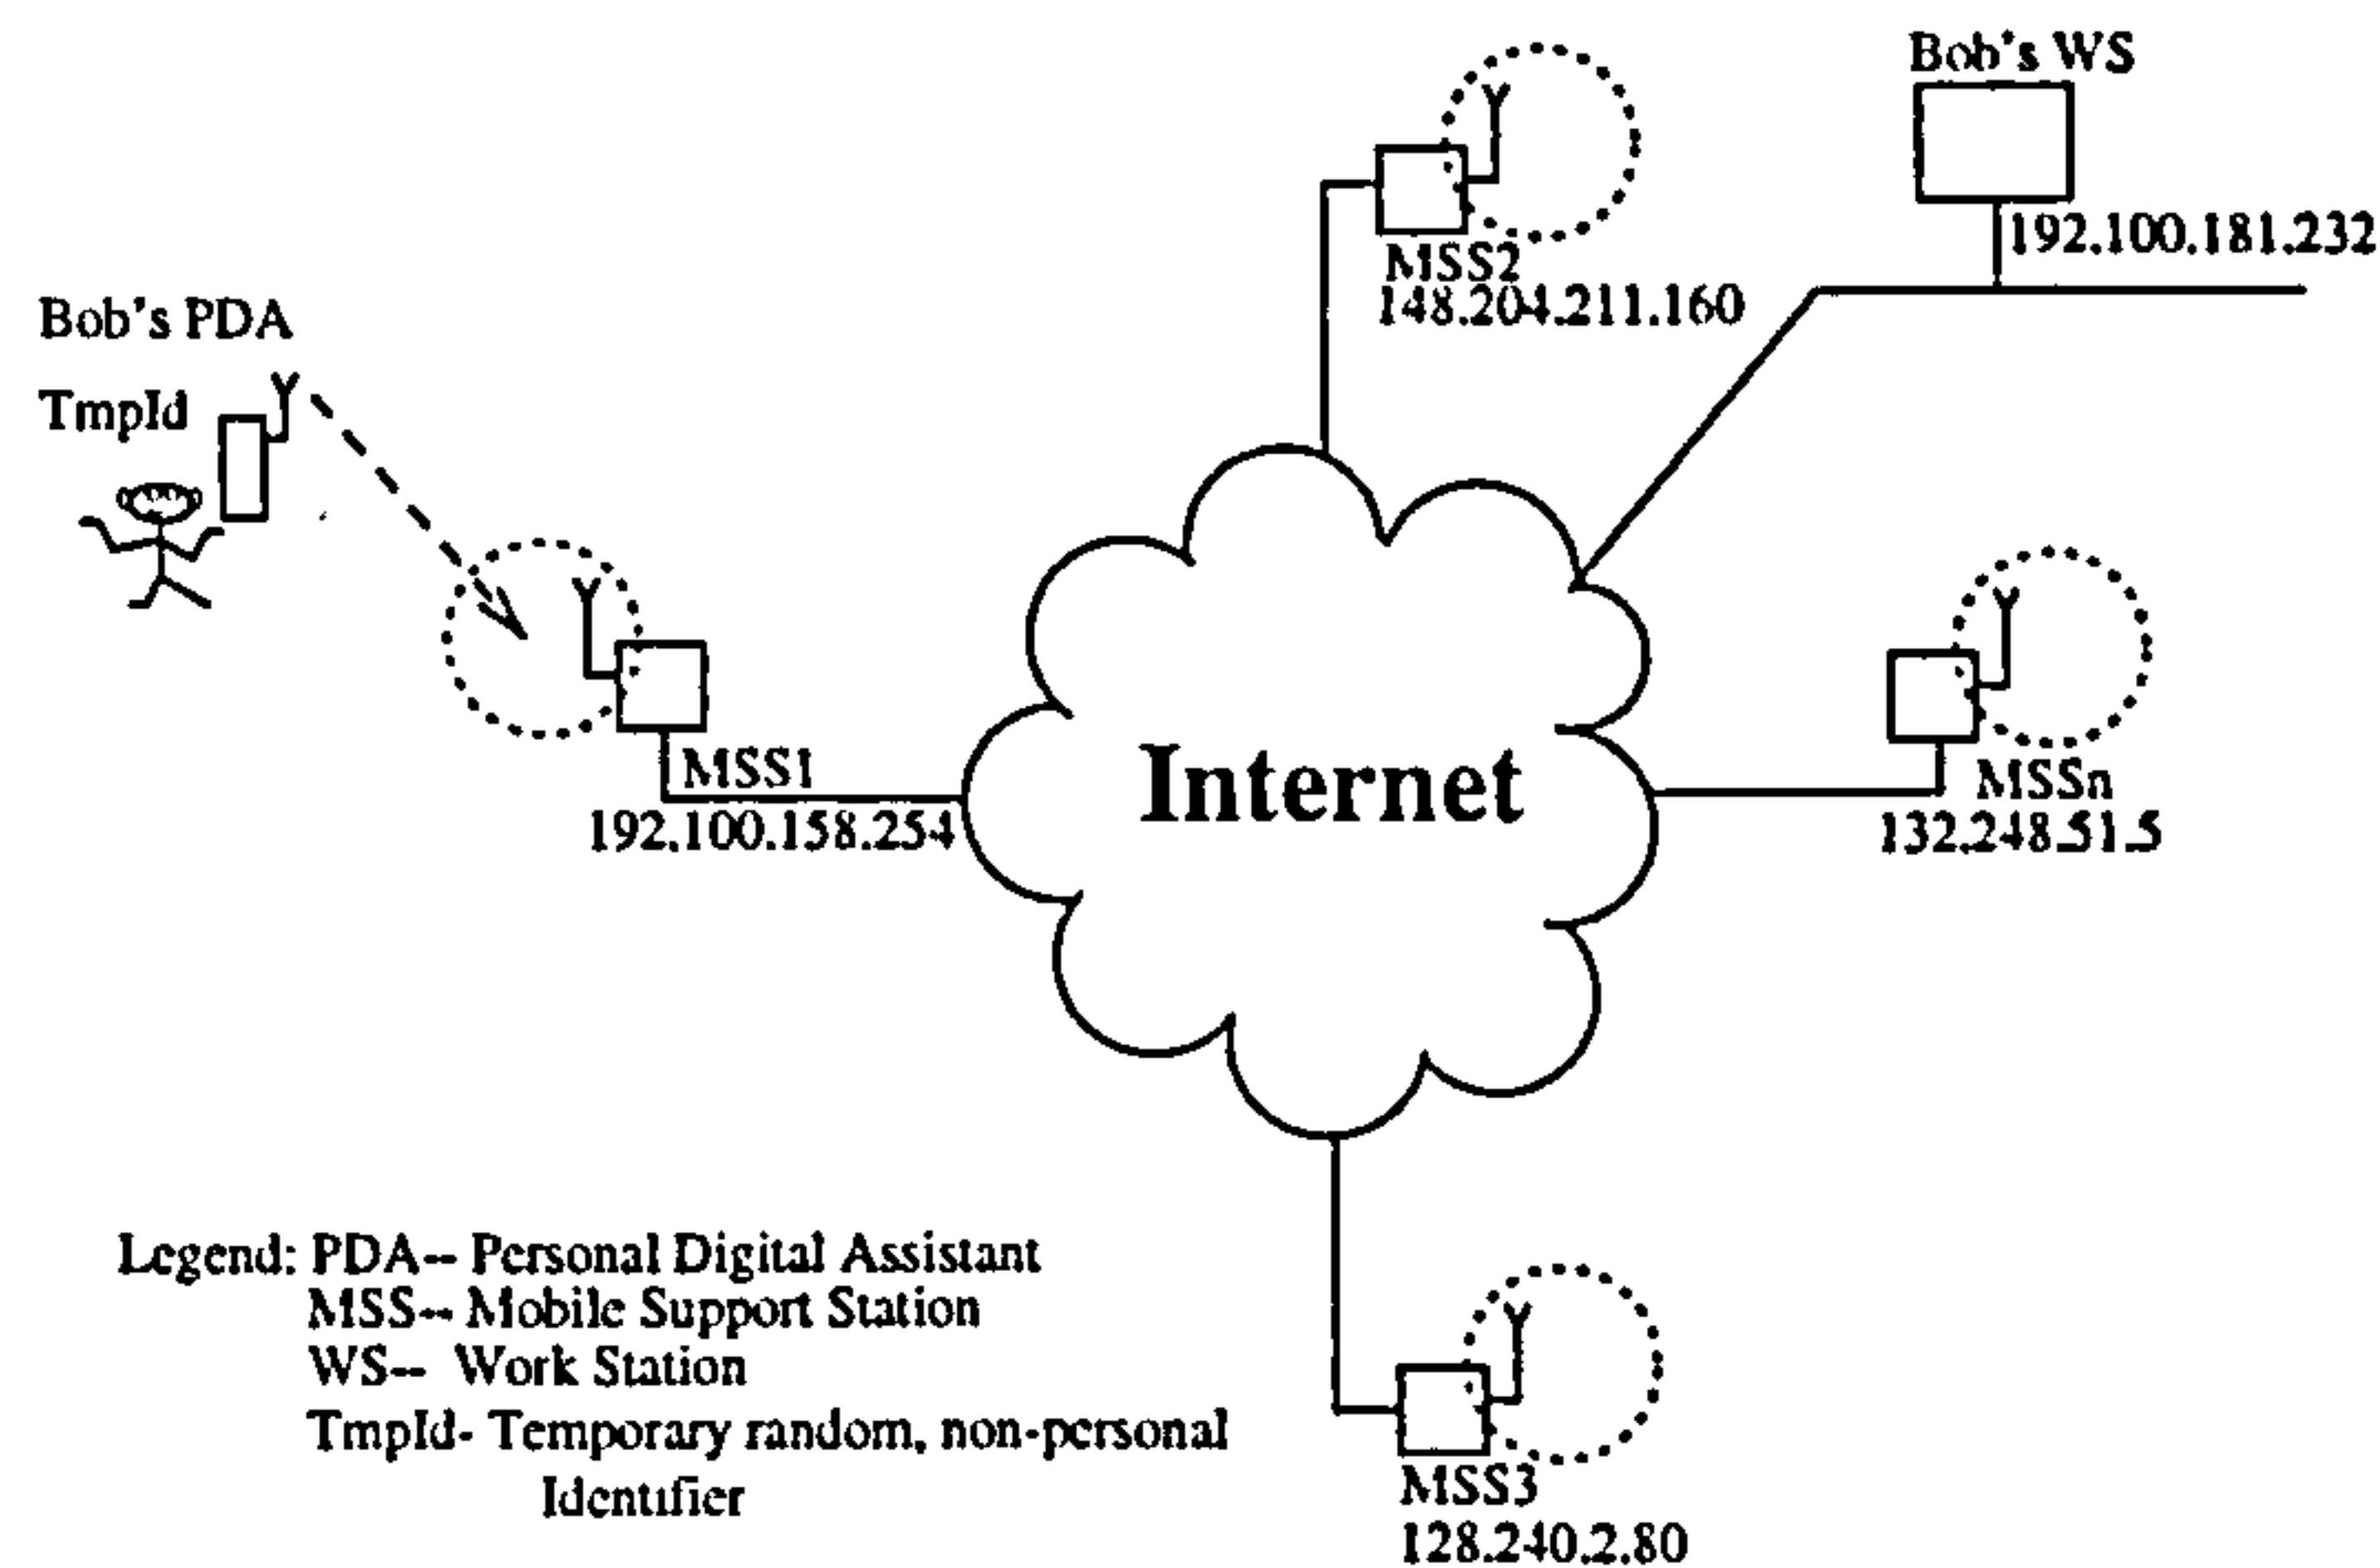 Bob's WS
192.100.181.232
MSS2
148.204.211.160
Bob's PDA
TmpId
MSS1
192.100.158.254
Internet
MSSn
132.248.51.5
Legend: PDA-- Personal Digital Assistant
MSS-- Mobile Support Station
WS-- Work Station
TmpId- Temporary random, non-personal
Identifier
MSS3
128.240.2.80